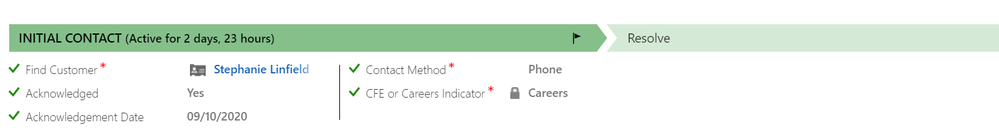 INITIAL CONTACT (Active for 2 days, 23 hours)
Resolve
Find Customer * Stephanie Linfield
Acknowledged Yes
Acknowledgement Date 09/10/2020
Contact Method * Phone
CFE or Careers Indicator * Careers